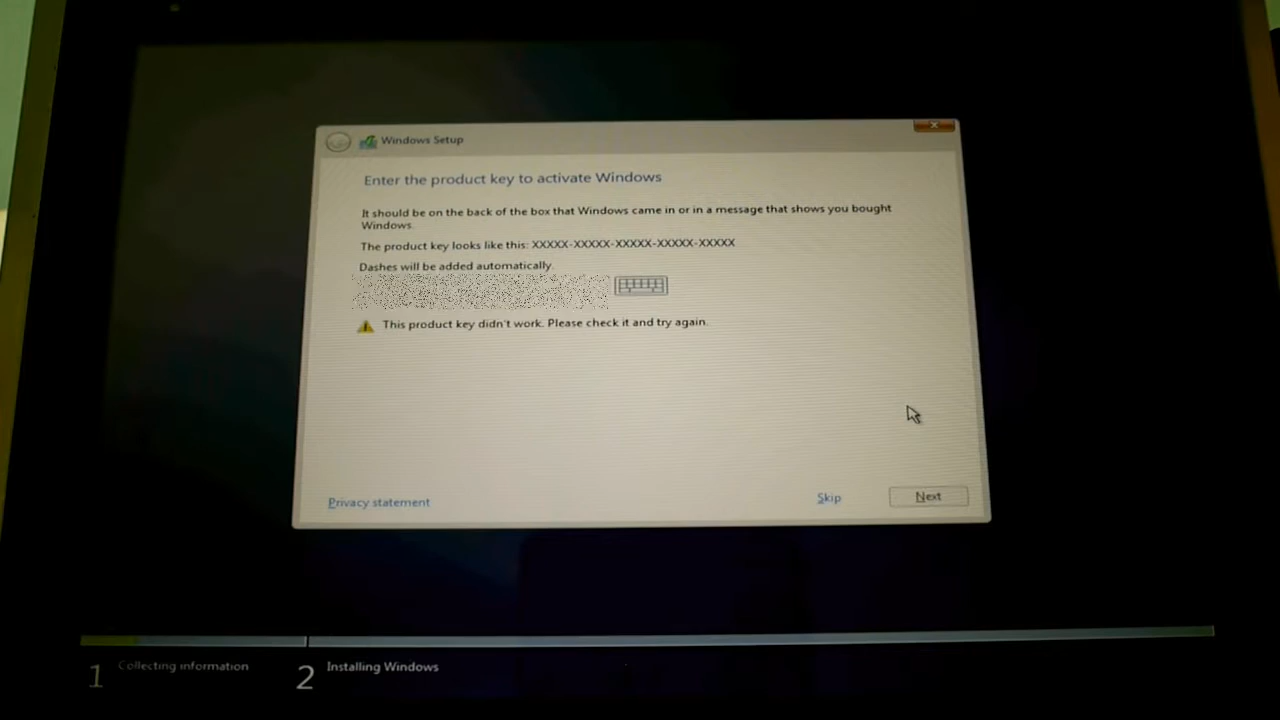 Windows Setup
Enter the product key to activate Windows
It should be on the back of the box that Windows came in or in a message that shows you bought
Windows.
The product key looks like this: XXXXX-XXXXX-XXXXX-XXXXX-XXXXX
Dashes will be added automatically.
This product key didn't work. Please check it and try again.
Privacy statement
Skip
Next
1 Collecting information
2 Installing Windows